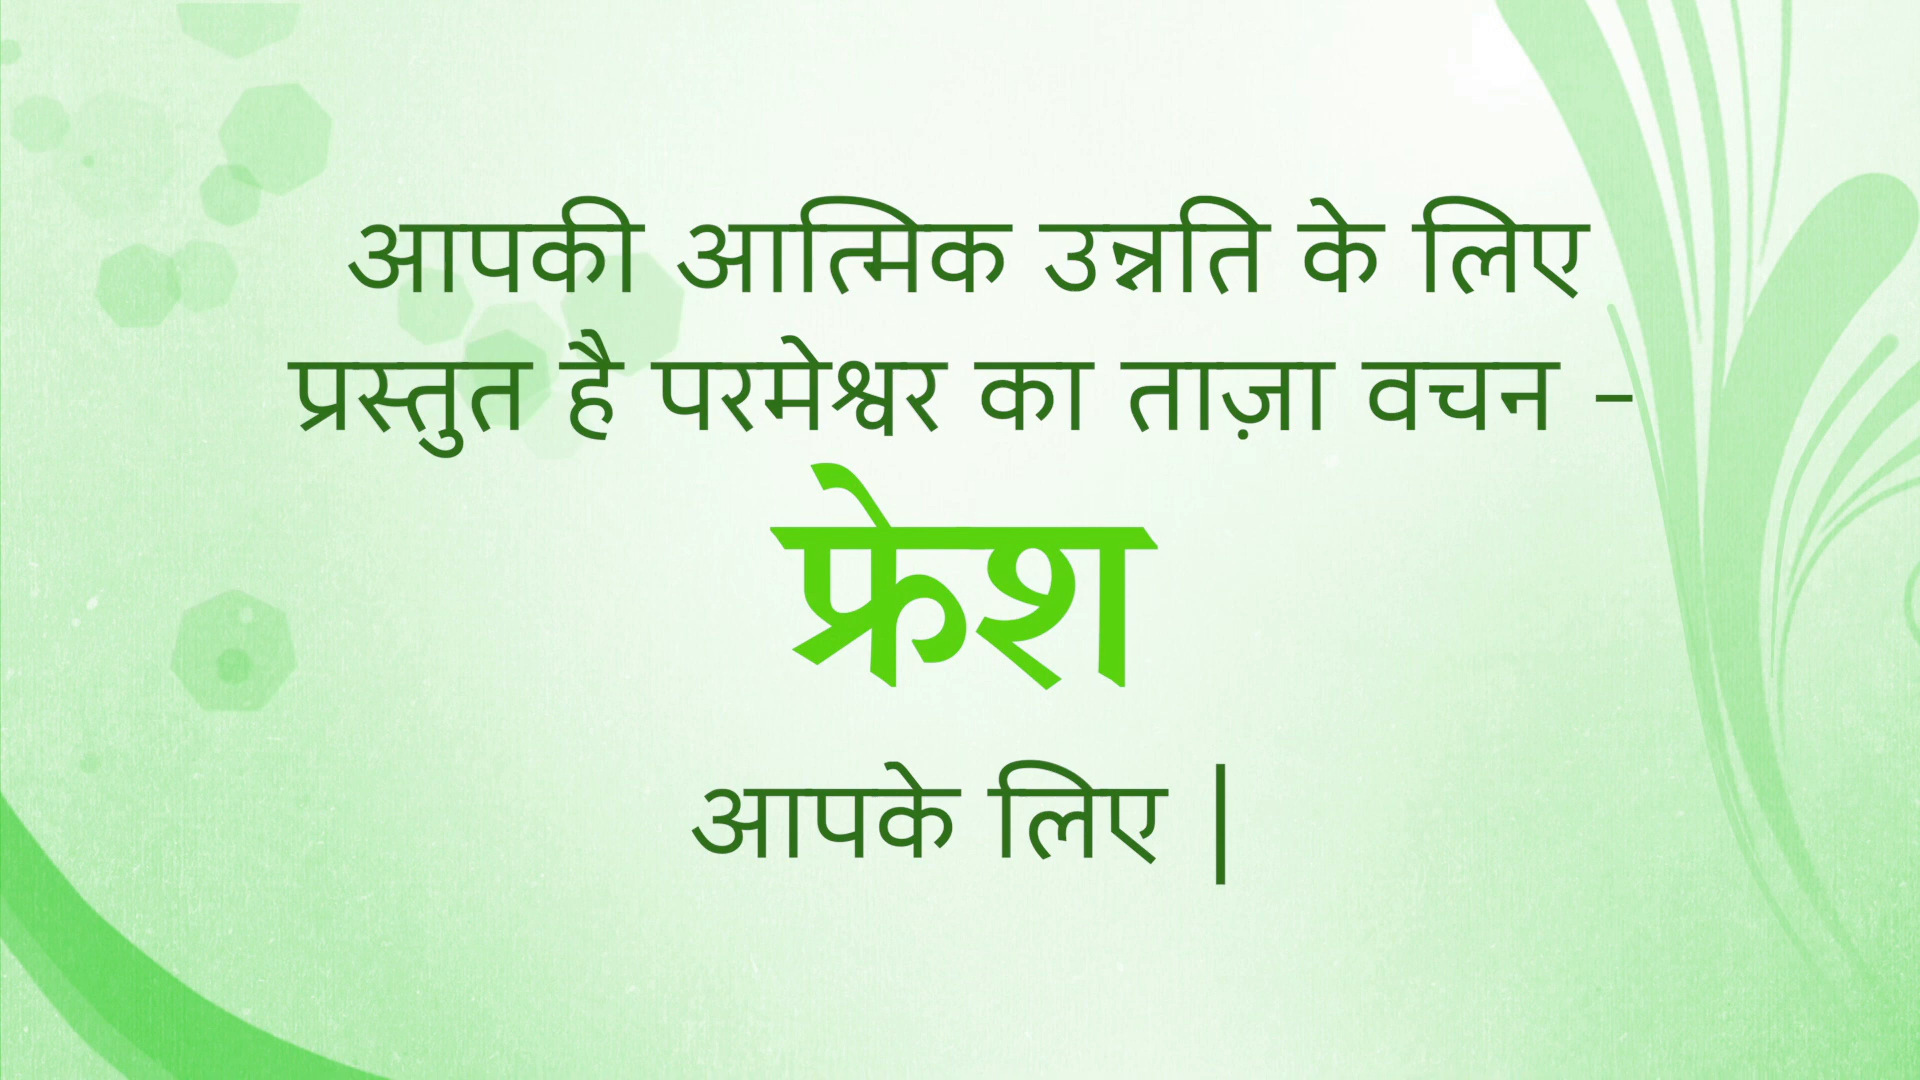 आपकी आत्मिक उन्नति के लिए
प्रस्तुत है परमेश्वर का ताज़ा वचन -
फ्रेश
आपके लिए |